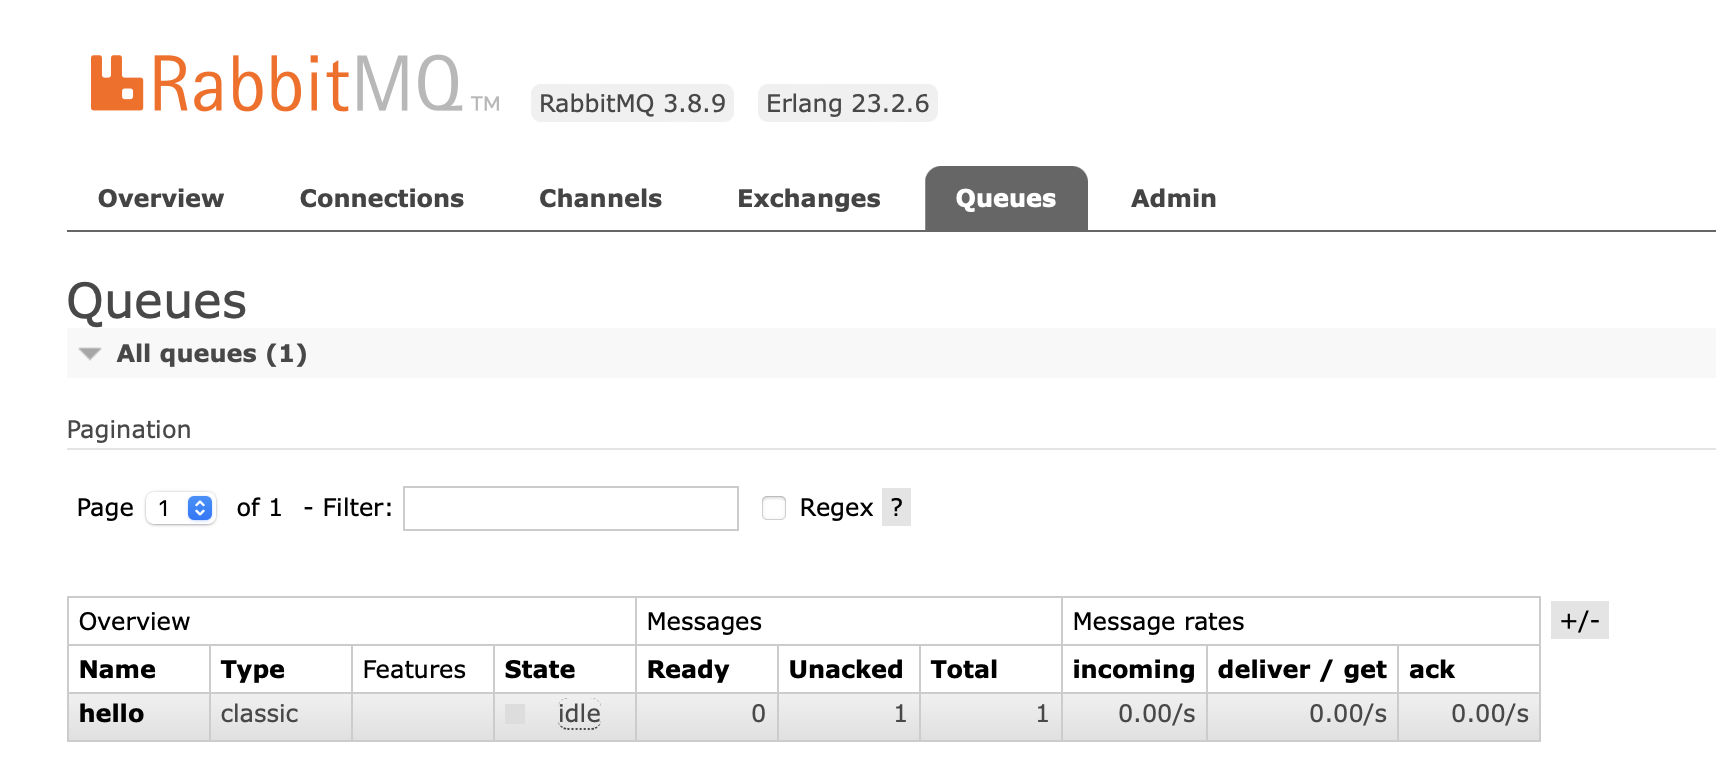 RabbitMQ TM RabbitMQ 3.8.9 Erlang 23.2.6
Overview Connections Channels Exchanges Queues Admin
Queues
All queues (1)
Pagination
Page 1 of 1 - Filter: Regex ?
Overview Messages Message rates +/-
Name Type Features State Ready Unacked Total incoming deliver / get ack
hello classic idle 0 1 1 0.00/s 0.00/s 0.00/s